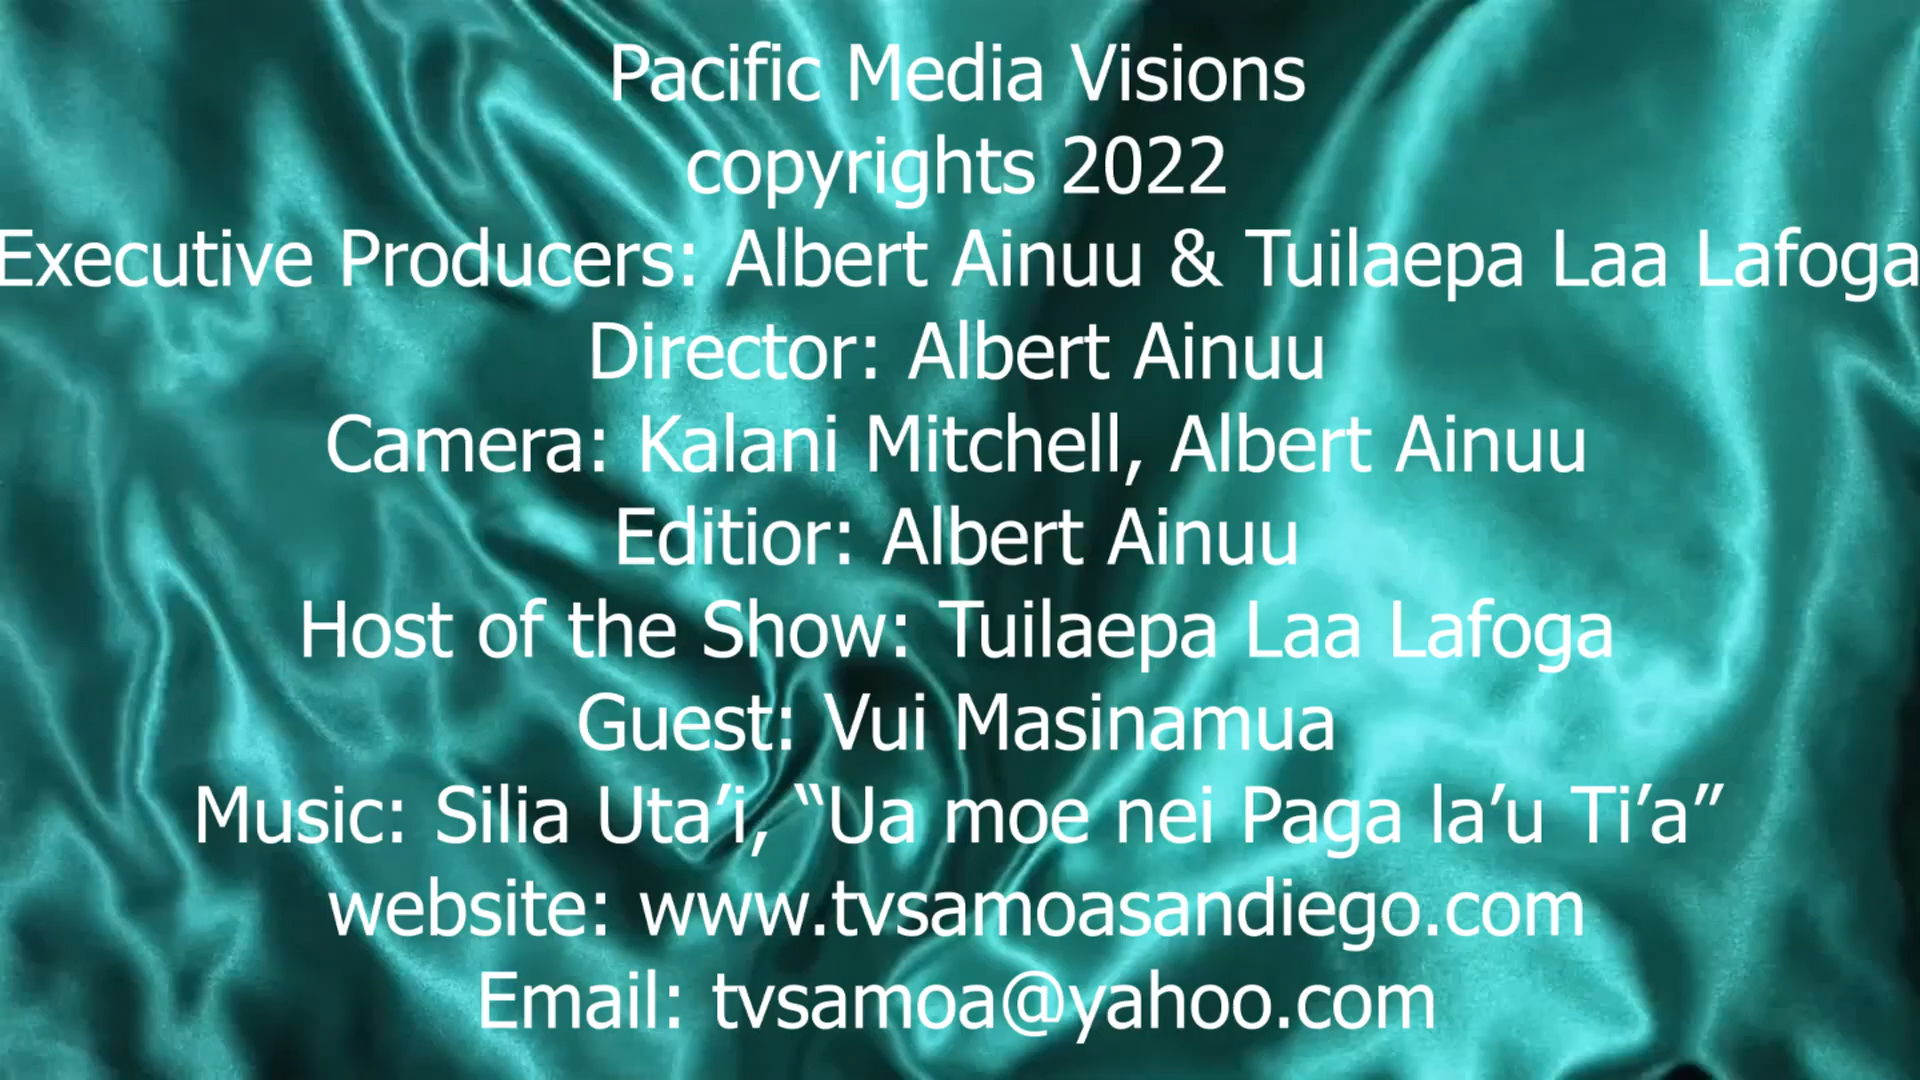 Pacific Media Visions
copyrights 2022
Executive Producers: Albert Ainuu & Tuilaepa Laa Lafoga
Director: Albert Ainuu
Camera: Kalani Mitchell, Albert Ainuu
Editior: Albert Ainuu
Host of the Show: Tuilaepa Laa Lafoga
Guest: Vui Masinamua
Music: Silia Uta’i, “Ua moe nei Paga la’u Ti’a”
website: www.tvsamoasandiego.com
Email: tvsamoa@yahoo.com